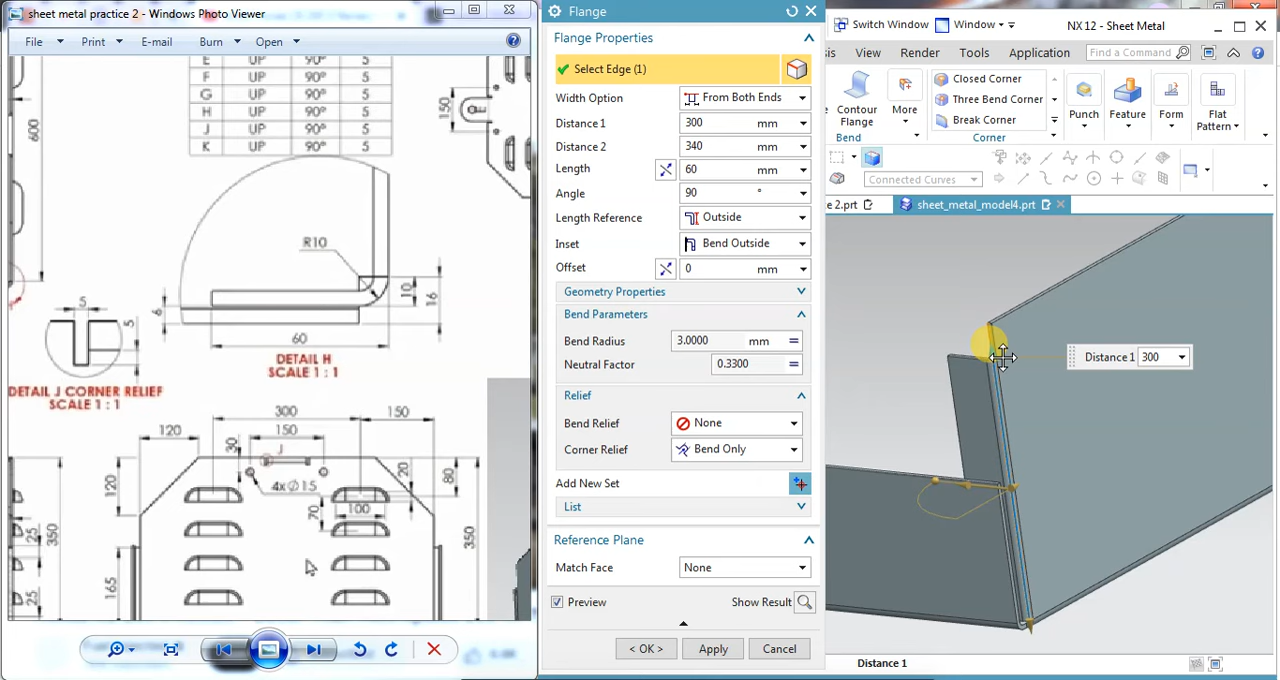 sheet metal practice 2 - Windows Photo Viewer
File Print E-mail Burn Open
E UP 90° 5
F UP 90° 5
G UP 90° 5
H UP 90° 5
J UP 90° 5
K UP 90° 5
150
600
R10
10
16
6
60
5
5
DETAIL H
SCALE 1 : 1
DETAIL J CORNER RELIEF
SCALE 1 : 1
300
150
150
120
30
J
20
80
120
4x Ø 15
100
70
25
350
165
350
25
Flange
Flange Properties
Select Edge (1)
Width Option From Both Ends
Distance 1 300 mm
Distance 2 340 mm
Length 60 mm
Angle 90 °
Length Reference Outside
Inset Bend Outside
Offset 0 mm
Geometry Properties
Bend Parameters
Bend Radius 3.0000 mm =
Neutral Factor 0.3300 =
Relief
Bend Relief None
Corner Relief Bend Only
Add New Set
List
Reference Plane
Match Face None
Preview Show Result
< OK > Apply Cancel
Switch Window Window NX 12 - Sheet Metal
View Render Tools Application Find a Command
Contour
Flange
More
Closed Corner
Three Bend Corner
Break Corner
Punch
Feature
Form
Flat
Pattern
Bend Corner
Connected Curves
e 2.prt sheet_metal_model4.prt
Distance 1 300
Distance 1